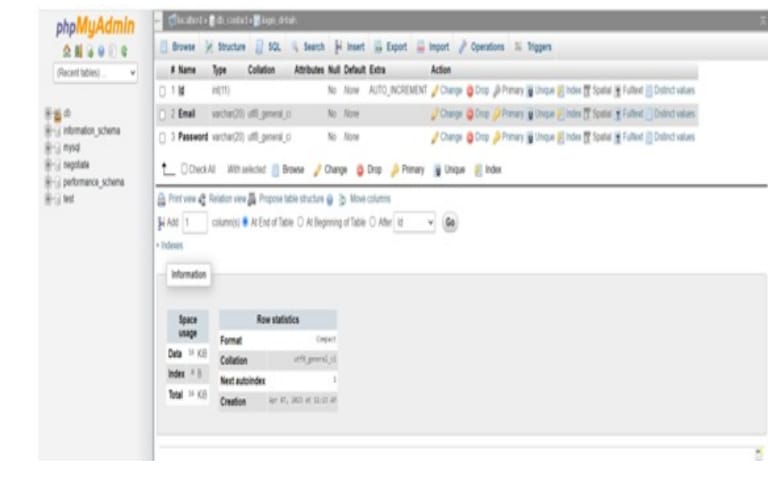 phpMyAdmin
(Recent tables) ...
db
information_schema
mysql
negotiate
performance_schema
test
localhost » db_contact » login_details
Browse Structure SQL Search Insert Export Import Operations Triggers
# Name Type Collation Attributes Null Default Extra Action
1 Id int(11) No None AUTO_INCREMENT Change Drop Primary Unique Index Spatial Fulltext Distinct values
2 Email varchar(20) utf8_general_ci No None Change Drop Primary Unique Index Spatial Fulltext Distinct values
3 Password varchar(20) utf8_general_ci No None Change Drop Primary Unique Index Spatial Fulltext Distinct values
Check All With selected: Browse Change Drop Primary Unique Index
Print view Relation view Propose table structure Move columns
Add 1 column(s) At End of Table At Beginning of Table After Id Go
+ Indexes
Information
Space usage
Data 16 KiB
Index 0 B
Total 16 KiB
Row statistics
Format Compact
Collation utf8_general_ci
Next autoindex 1
Creation Apr 07, 2023 at